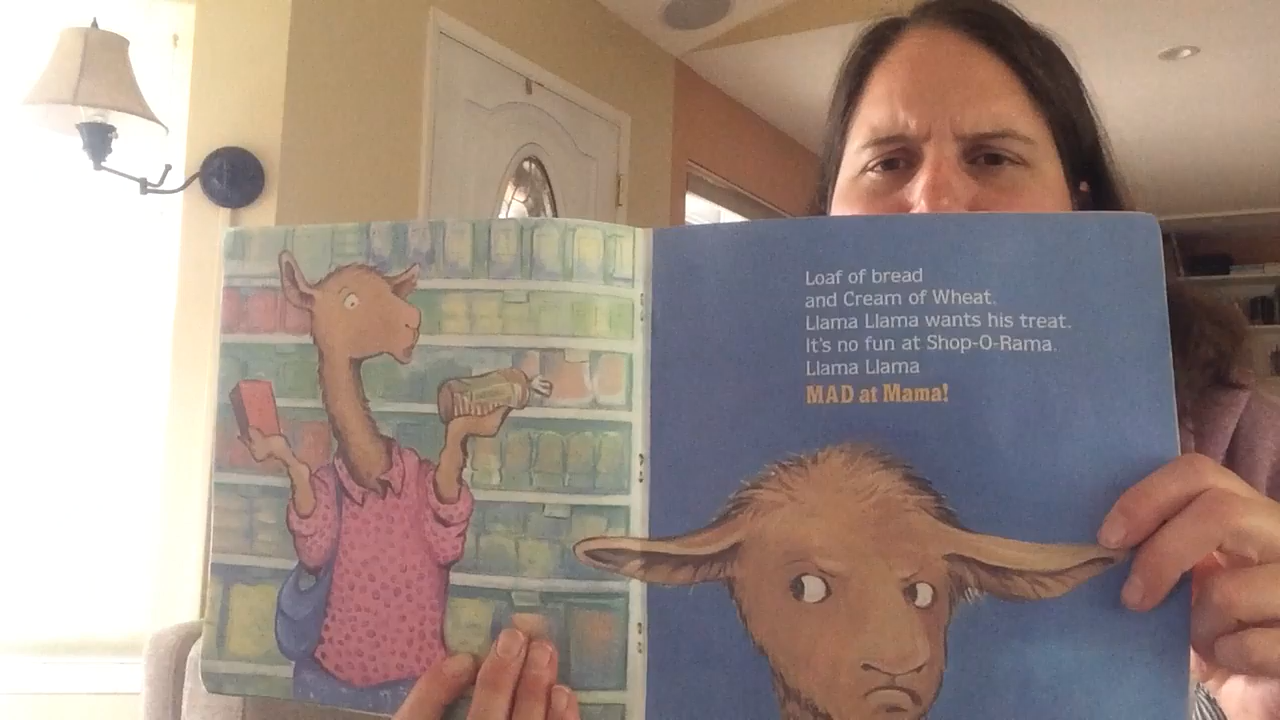 Loaf of bread
and Cream of Wheat.
Llama Llama wants his treat.
It's no fun at Shop-O-Rama.
Llama Llama
MAD at Mama!